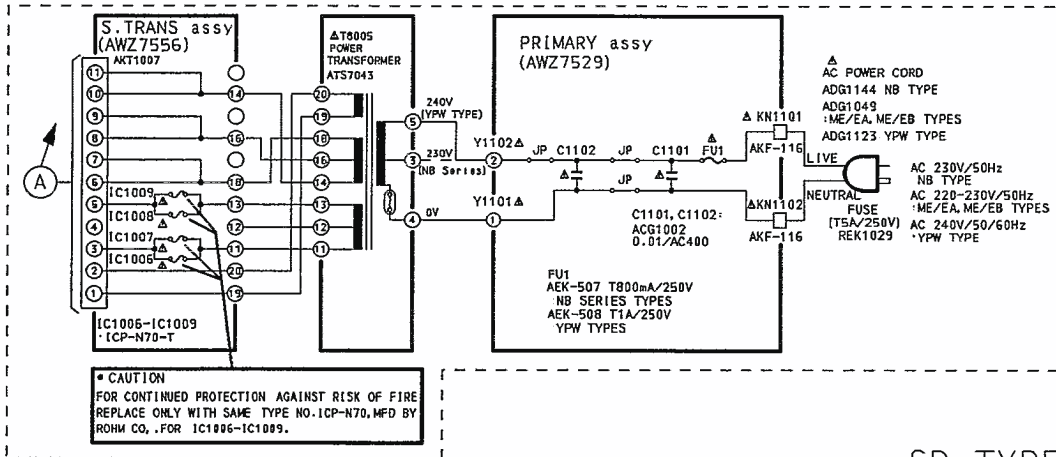 S.TRANS assy
(AWZ7556)
AKT1007
11
10
9
8
7
6
5
4
3
2
1
A
14
16
18
13
12
11
20
19
IC1009
IC1008
IC1007
IC1006
IC1006-IC1009
·ICP-N70-T
T8005
POWER
TRANSFORMER
ATS7043
20
19
18
16
14
13
12
11
5
3
4
240V
(YPW TYPE)
230V
(NB Series)
0V
PRIMARY assy
(AWZ7529)
Y1102
2
Y1101
1
JP
C1102
JP
C1101
FU1
JP
C1101, C1102:
ACG1002
0.01/AC400
FU1
AEK-507 T800mA/250V
NB SERIES TYPES
AEK-508 T1A/250V
YPW TYPES
KN1101
AKF-116
KN1102
AKF-116
AC POWER CORD
ADG1144 NB TYPE
ADG1049
:ME/EA, ME/EB TYPES
ADG1123 YPW TYPE
LIVE
NEUTRAL
FUSE
(T5A/250V)
REK1029
AC 230V/50Hz
NB TYPE
AC 220-230V/50Hz
:ME/EA, ME/EB TYPES
AC 240V/50/60Hz
·YPW TYPE
• CAUTION
FOR CONTINUED PROTECTION AGAINST RISK OF FIRE
REPLACE ONLY WITH SAME TYPE NO.ICP-N70, MFD BY
ROHM CO,.FOR IC1006-IC1009.